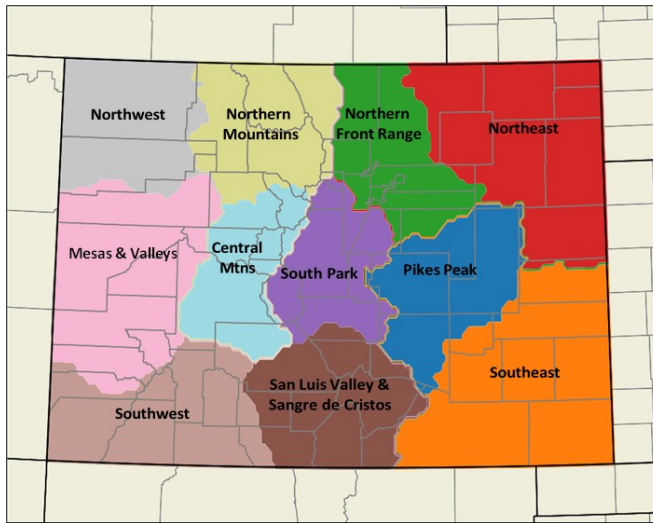 Northwest
Northern
Mountains
Northern
Front Range
Northeast
Mesas & Valleys
Central
Mtns
South Park
Pikes Peak
Southeast
San Luis Valley &
Sangre de Cristos
Southwest